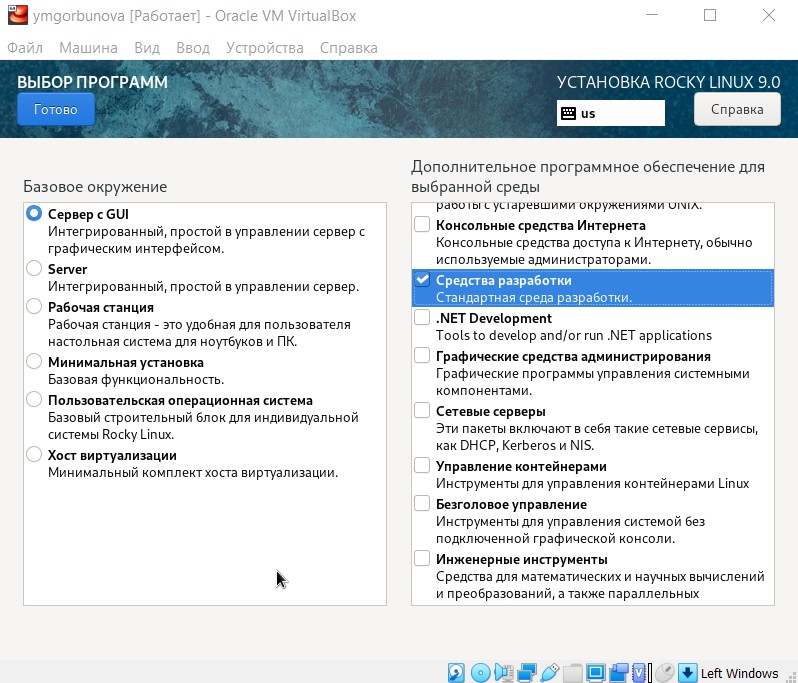 ymgorbunova [Работает] - Oracle VM VirtualBox
Файл Машина Вид Ввод Устройства Справка
ВЫБОР ПРОГРАММ
УСТАНОВКА ROCKY LINUX 9.0
Готово
us
Справка
Базовое окружение
Дополнительное программное обеспечение для
выбранной среды
Сервер с GUI
Интегрированный, простой в управлении сервер с
графическим интерфейсом.
Server
Интегрированный, простой в управлении сервер.
Рабочая станция
Рабочая станция - это удобная для пользователя
настольная система для ноутбуков и ПК.
Минимальная установка
Базовая функциональность.
Пользовательская операционная система
Базовый строительный блок для индивидуальной
системы Rocky Linux.
Хост виртуализации
Минимальный комплект хоста виртуализации.
работы с устаревшими окружениями UNIX.
Консольные средства Интернета
Консольные средства доступа к Интернету, обычно
используемые администраторами.
Средства разработки
Стандартная среда разработки.
.NET Development
Tools to develop and/or run .NET applications
Графические средства администрирования
Графические программы управления системными
компонентами.
Сетевые серверы
Эти пакеты включают в себя такие сетевые сервисы,
как DHCP, Kerberos и NIS.
Управление контейнерами
Инструменты для управления контейнерами Linux
Безголовое управление
Инструменты для управления системой без
подключенной графической консоли.
Инженерные инструменты
Средства для математических и научных вычислений
и преобразований, а также параллельных
Left Windows